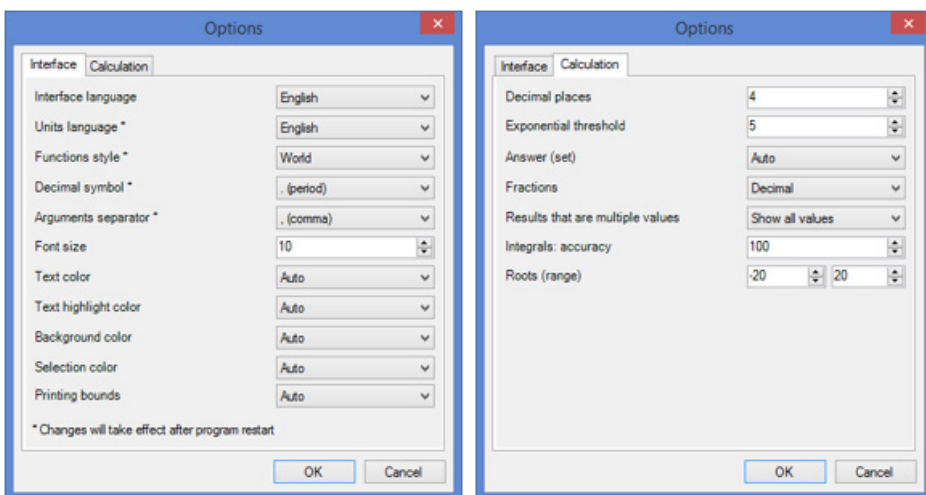 Options
Interface Calculation
Interface language English
Units language * English
Functions style * World
Decimal symbol * . (period)
Arguments separator * , (comma)
Font size 10
Text color Auto
Text highlight color Auto
Background color Auto
Selection color Auto
Printing bounds Auto
* Changes will take effect after program restart
OK Cancel
Options
Interface Calculation
Decimal places 4
Exponential threshold 5
Answer (set) Auto
Fractions Decimal
Results that are multiple values Show all values
Integrals: accuracy 100
Roots (range) -20 20
OK Cancel